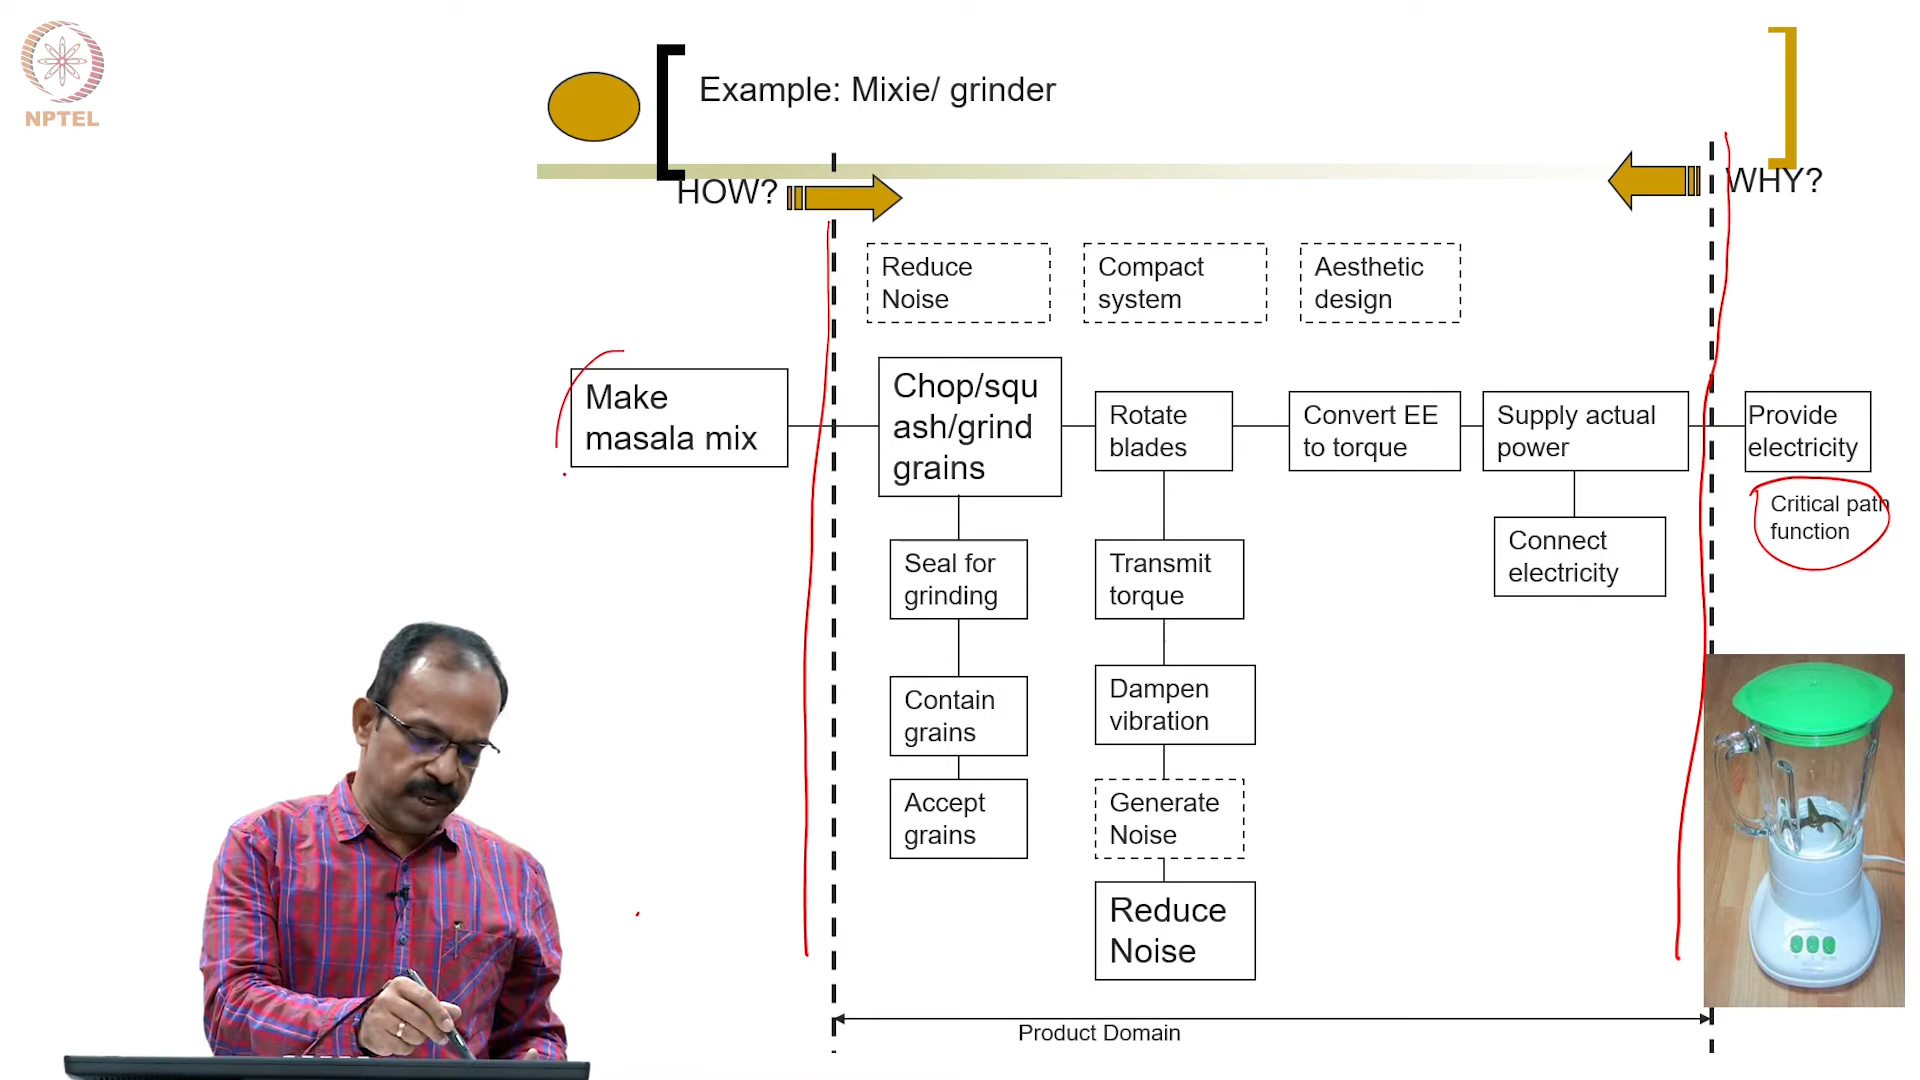 NPTEL
Example: Mixie/ grinder
HOW?
WHY?
Reduce
Noise
Compact
system
Aesthetic
design
Make
masala mix
Chop/squ
ash/grind
grains
Rotate
blades
Convert EE
to torque
Supply actual
power
Provide
electricity
Critical path
function
Seal for
grinding
Transmit
torque
Connect
electricity
Contain
grains
Dampen
vibration
Accept
grains
Generate
Noise
Reduce
Noise
Product Domain